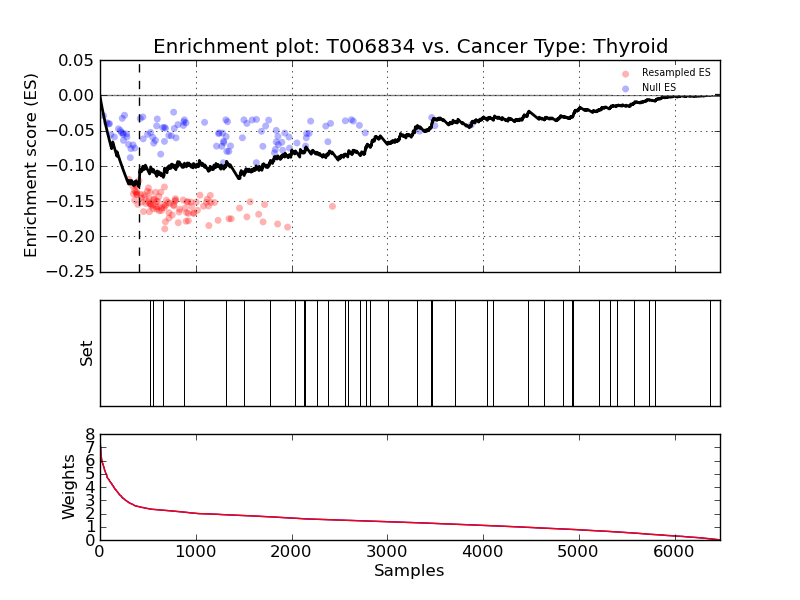 Enrichment plot: T006834 vs. Cancer Type: Thyroid
0.05
0.00
−0.05
−0.10
−0.15
−0.20
−0.25
Enrichment score (ES)
Resampled ES
Null ES
Set
8
7
6
5
4
3
2
1
0
Weights
0 1000 2000 3000 4000 5000 6000
Samples